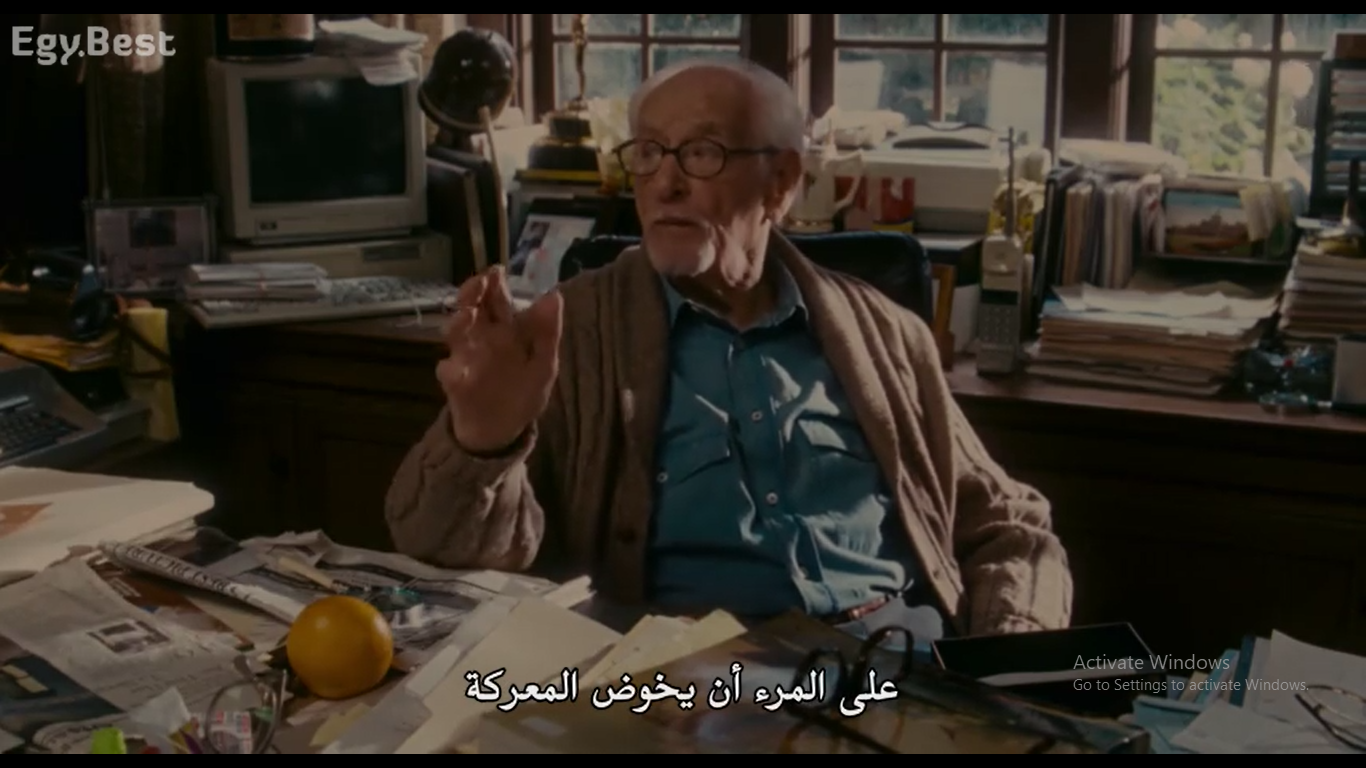 Egy.Best
على المرء أن يخوض المعركة
Activate Windows
Go to Settings to activate Windows.